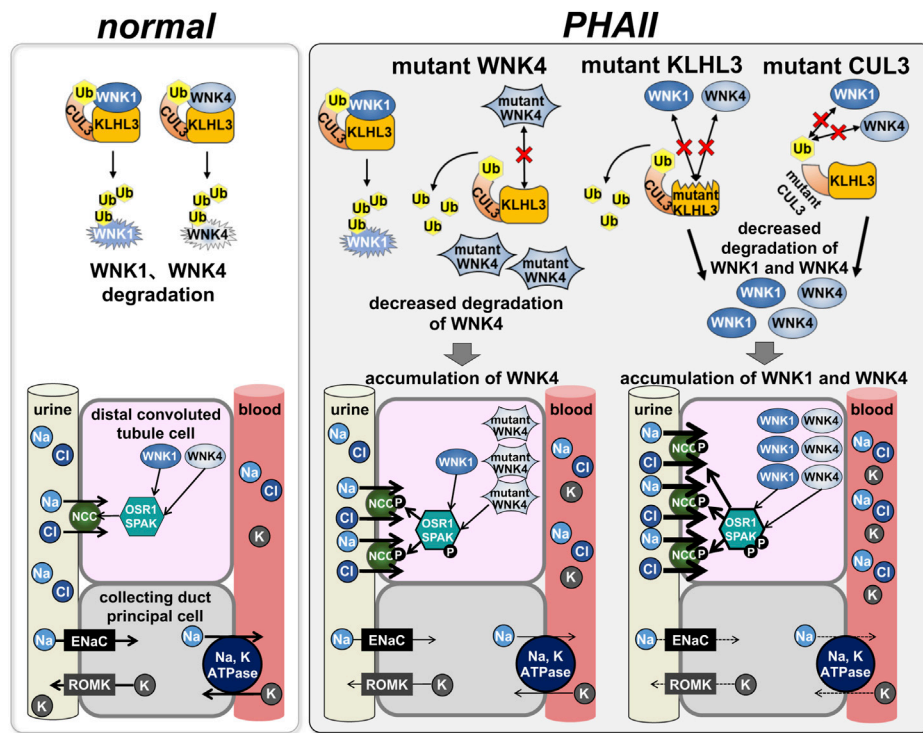 normal
PHAII
Ub
WNK1
CUL3
KLHL3
Ub
WNK4
CUL3
KLHL3
Ub
Ub
Ub
WNK1
Ub
Ub
Ub
WNK4
WNK1、WNK4
degradation
mutant WNK4
Ub
WNK1
CUL3
KLHL3
Ub
Ub
Ub
WNK1
mutant
WNK4
Ub
CUL3
KLHL3
Ub
Ub
Ub
Ub
mutant
WNK4
mutant
WNK4
decreased degradation
of WNK4
mutant KLHL3
WNK1
WNK4
Ub
CUL3
mutant
KLHL3
Ub
Ub
Ub
Ub
mutant CUL3
WNK1
WNK4
Ub
mutant
CUL3
KLHL3
decreased
degradation of
WNK1 and WNK4
WNK1
WNK4
WNK1
WNK4
urine
blood
distal convoluted
tubule cell
Na
Cl
WNK1
WNK4
Na
Cl
Na
NCC
OSR1
SPAK
Cl
K
Na
Cl
collecting duct
principal cell
Na
ENaC
Na
Na, K
ATPase
ROMK
K
K
K
accumulation of WNK4
urine
blood
mutant
WNK4
Na
Cl
WNK1
mutant
WNK4
Na
Cl
K
Na
NCC
P
mutant
WNK4
Cl
OSR1
SPAK
P
Na
NCC
P
Na
Cl
Cl
K
Na
ENaC
Na
Na, K
ATPase
ROMK
K
K
accumulation of WNK1 and WNK4
urine
blood
Na
NCC
P
Cl
WNK1
WNK4
WNK1
WNK4
WNK1
WNK4
Na
Cl
K
Na
NCC
P
Cl
OSR1
SPAK
P
P
Na
Cl
K
Na
NCC
P
Cl
Na
Cl
K
Na
ENaC
Na
Na, K
ATPase
ROMK
K
K